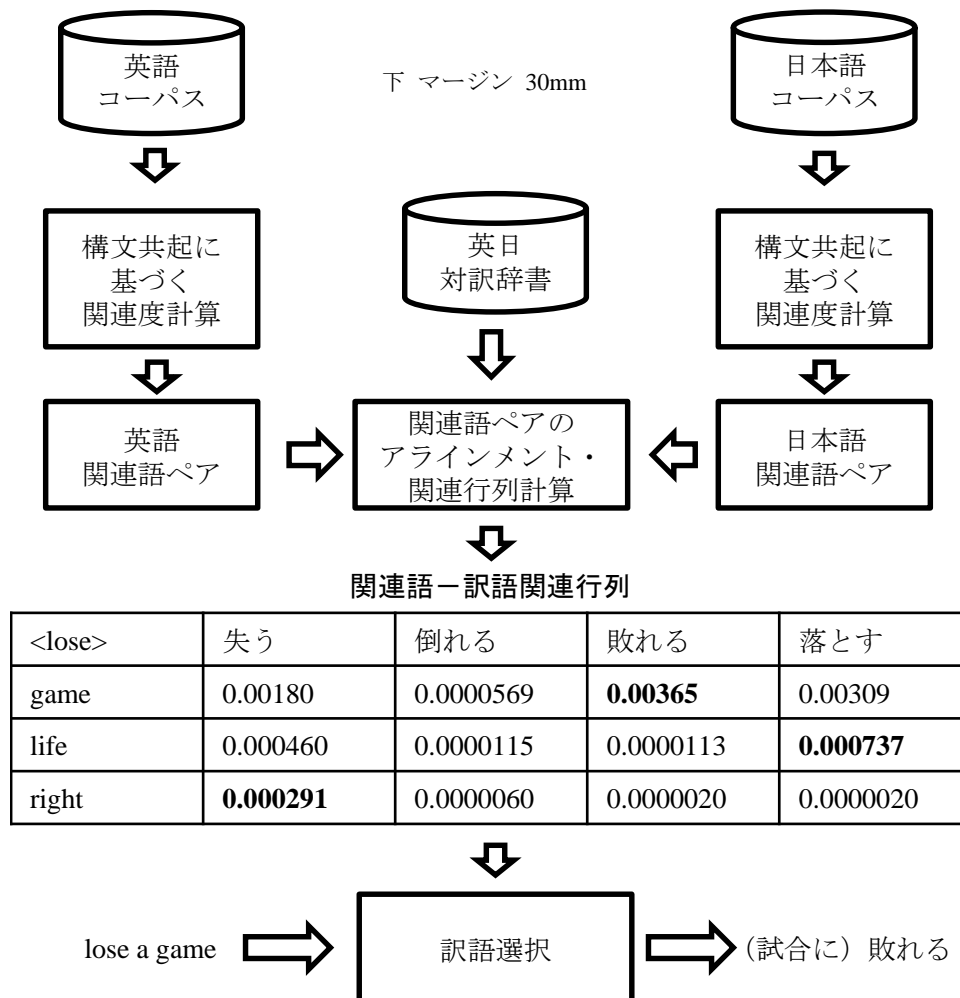 英語
コーパス
下 マージン 30mm
日本語
コーパス
構文共起に
基づく
関連度計算
英日
対訳辞書
構文共起に
基づく
関連度計算
英語
関連語ペア
関連語ペアの
アラインメント・
関連行列計算
日本語
関連語ペア
関連語－訳語関連行列
<lose> 失う 倒れる 敗れる 落とす
game 0.00180 0.0000569 0.00365 0.00309
life 0.000460 0.0000115 0.0000113 0.000737
right 0.000291 0.0000060 0.0000020 0.0000020
lose a game
訳語選択
（試合に）敗れる